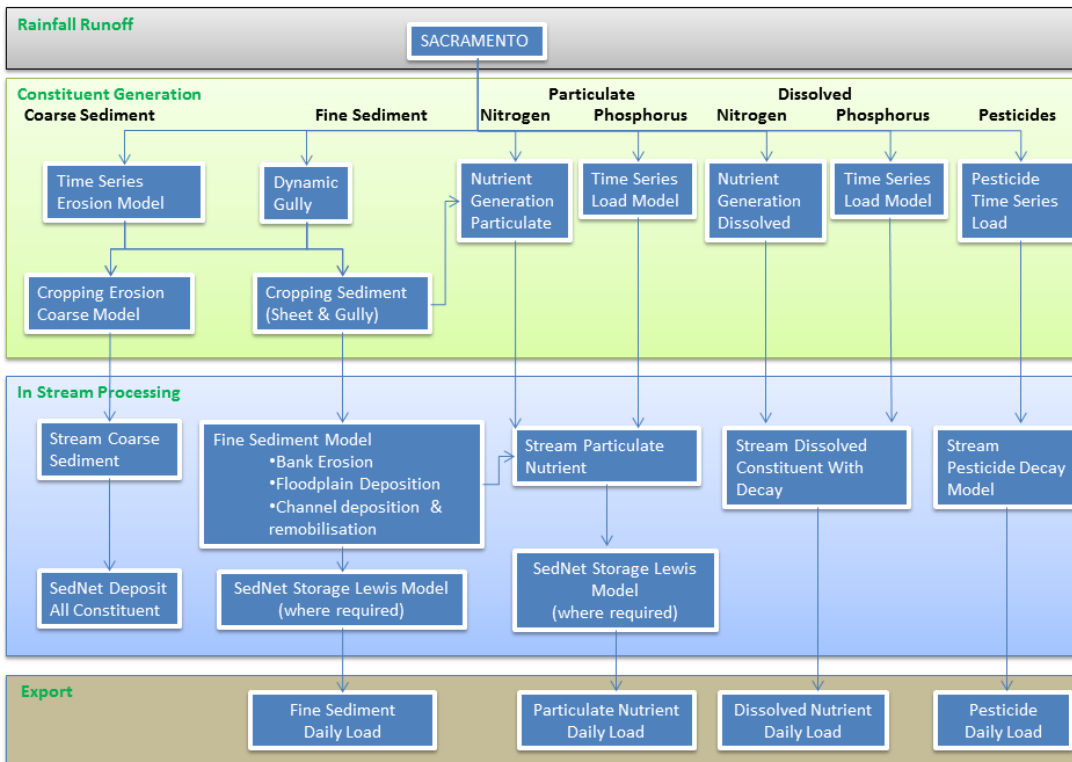 Rainfall Runoff
SACRAMENTO
Constituent Generation
Particulate
Dissolved
Coarse Sediment
Fine Sediment
Nitrogen
Phosphorus
Nitrogen
Phosphorus
Pesticides
Time Series
Erosion Model
Dynamic
Gully
Nutrient
Generation
Particulate
Time Series
Load Model
Nutrient
Generation
Dissolved
Time Series
Load Model
Pesticide
Time Series
Load
Cropping Erosion
Coarse Model
Cropping Sediment
(Sheet & Gully)
In Stream Processing
Stream Coarse
Sediment
Fine Sediment Model
•Bank Erosion
•Floodplain Deposition
•Channel deposition &
remobilisation
Stream Particulate
Nutrient
Stream Dissolved
Constituent With
Decay
Stream
Pesticide Decay
Model
SedNet Deposit
All Constituent
SedNet Storage Lewis Model
(where required)
SedNet Storage Lewis
Model
(where required)
Export
Fine Sediment
Daily Load
Particulate Nutrient
Daily Load
Dissolved Nutrient
Daily Load
Pesticide
Daily Load